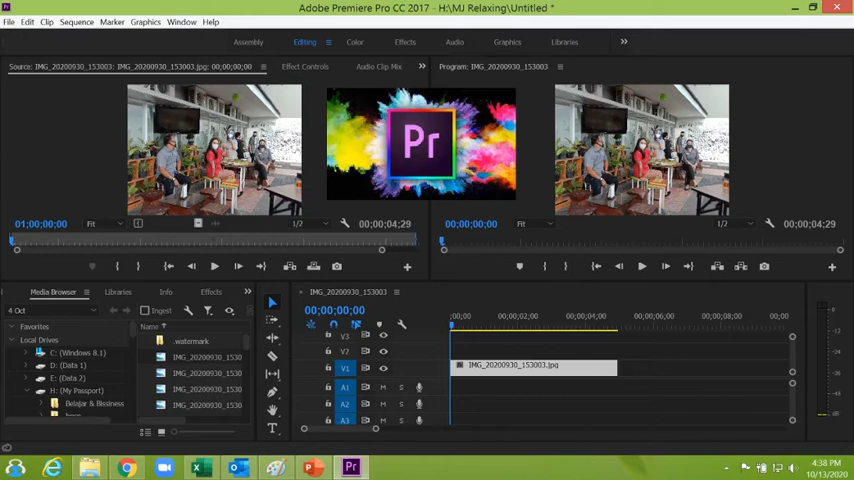 Adobe Premiere Pro CC 2017 - H:\MJ Relaxing\Untitled *
File Edit Clip Sequence Marker Graphics Window Help
Assembly Editing Color Effects Audio Graphics Libraries
Source: IMG_20200930_153003: IMG_20200930_153003.jpg: 00;00;00;00 Effect Controls Audio Clip Mix
Program: IMG_20200930_153003
Pr
01;00;00;00 Fit 1/2 00;00;04;29
00;00;00;00 Fit 1/2 00;00;04;29
Media Browser Libraries Info Effects
4 Oct Ingest
Favorites
Local Drives
C: (Windows 8.1)
D: (Data 1)
E: (Data 2)
H: (My Passport)
Belajar & Bissiness
Name
.watermark
IMG_20200930_1530
IMG_20200930_1530
IMG_20200930_1530
IMG_20200930_1530
× IMG_20200930_153003
00;00;00;00
;00;00 00;00;02;00 00;00;04;00 00;00;06;00 00;00
V3
V2
V1 IMG_20200930_153003.jpg
A1 M S
A2 M S
A3 M S
0
Pr
4:38 PM
10/13/2020